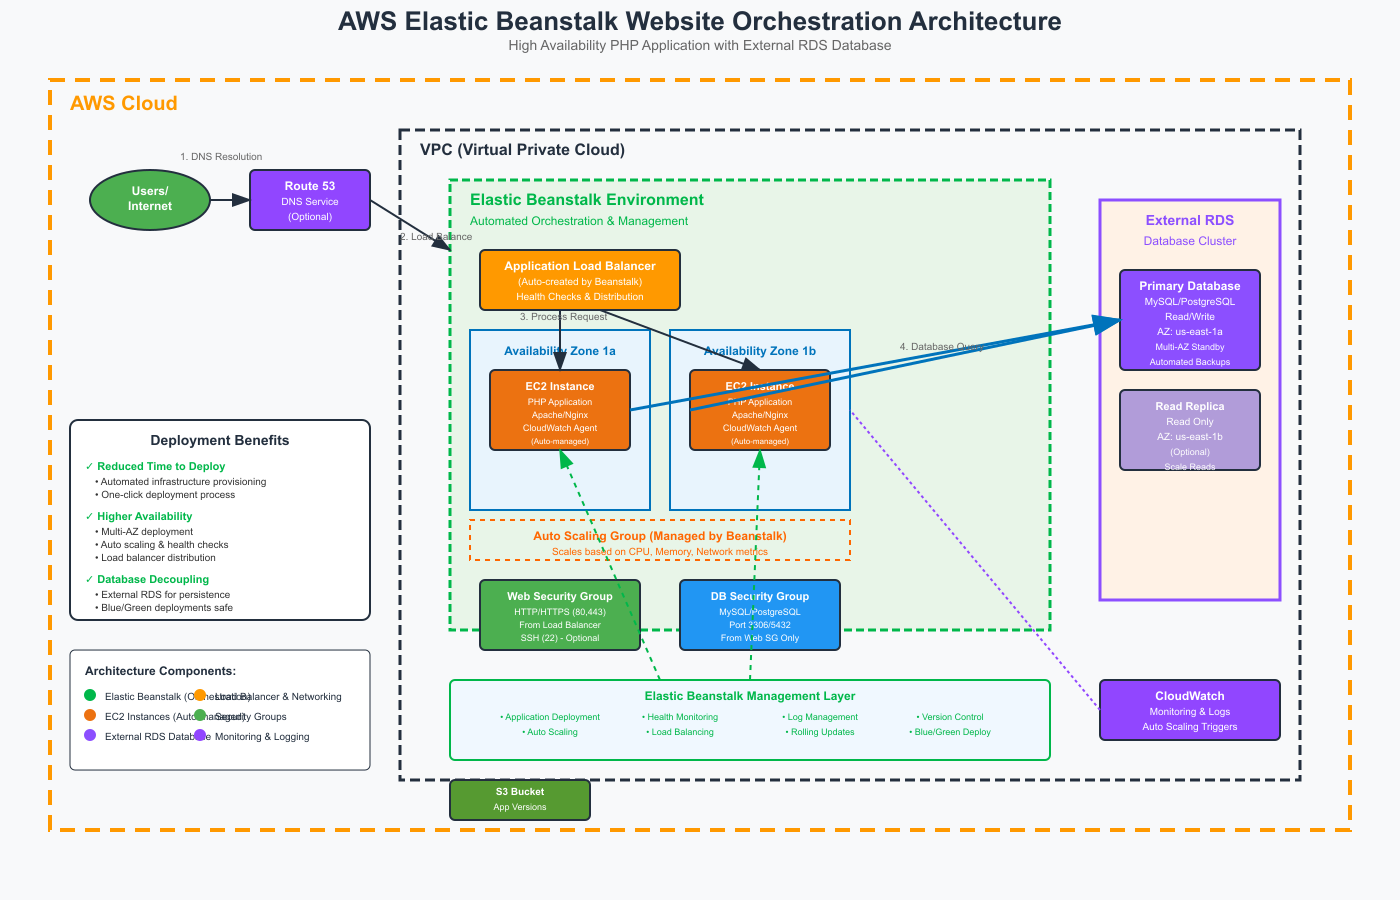 AWS Elastic Beanstalk Website Orchestration Architecture
High Availability PHP Application with External RDS Database
AWS Cloud
1. DNS Resolution
Users/
Internet
Route 53
DNS Service
(Optional)
2. Load Balance
VPC (Virtual Private Cloud)
Elastic Beanstalk Environment
Automated Orchestration & Management
Application Load Balancer
(Auto-created by Beanstalk)
Health Checks & Distribution
3. Process Request
Availability Zone 1a
EC2 Instance
PHP Application
Apache/Nginx
CloudWatch Agent
(Auto-managed)
Availability Zone 1b
EC2 Instance
PHP Application
Apache/Nginx
CloudWatch Agent
(Auto-managed)
4. Database Query
External RDS
Database Cluster
Primary Database
MySQL/PostgreSQL
Read/Write
AZ: us-east-1a
Multi-AZ Standby
Automated Backups
Read Replica
Read Only
AZ: us-east-1b
(Optional)
Scale Reads
Auto Scaling Group (Managed by Beanstalk)
Scales based on CPU, Memory, Network metrics
Web Security Group
HTTP/HTTPS (80,443)
From Load Balancer
SSH (22) - Optional
DB Security Group
MySQL/PostgreSQL
Port 3306/5432
From Web SG Only
Elastic Beanstalk Management Layer
• Application Deployment
• Health Monitoring
• Log Management
• Version Control
• Auto Scaling
• Load Balancing
• Rolling Updates
• Blue/Green Deploy
CloudWatch
Monitoring & Logs
Auto Scaling Triggers
S3 Bucket
App Versions
Deployment Benefits
✓ Reduced Time to Deploy
• Automated infrastructure provisioning
• One-click deployment process
✓ Higher Availability
• Multi-AZ deployment
• Auto scaling & health checks
• Load balancer distribution
✓ Database Decoupling
• External RDS for persistence
• Blue/Green deployments safe
Architecture Components:
Elastic Beanstalk (Orchestration)
Load Balancer & Networking
EC2 Instances (Auto-managed)
Security Groups
External RDS Database
Monitoring & Logging